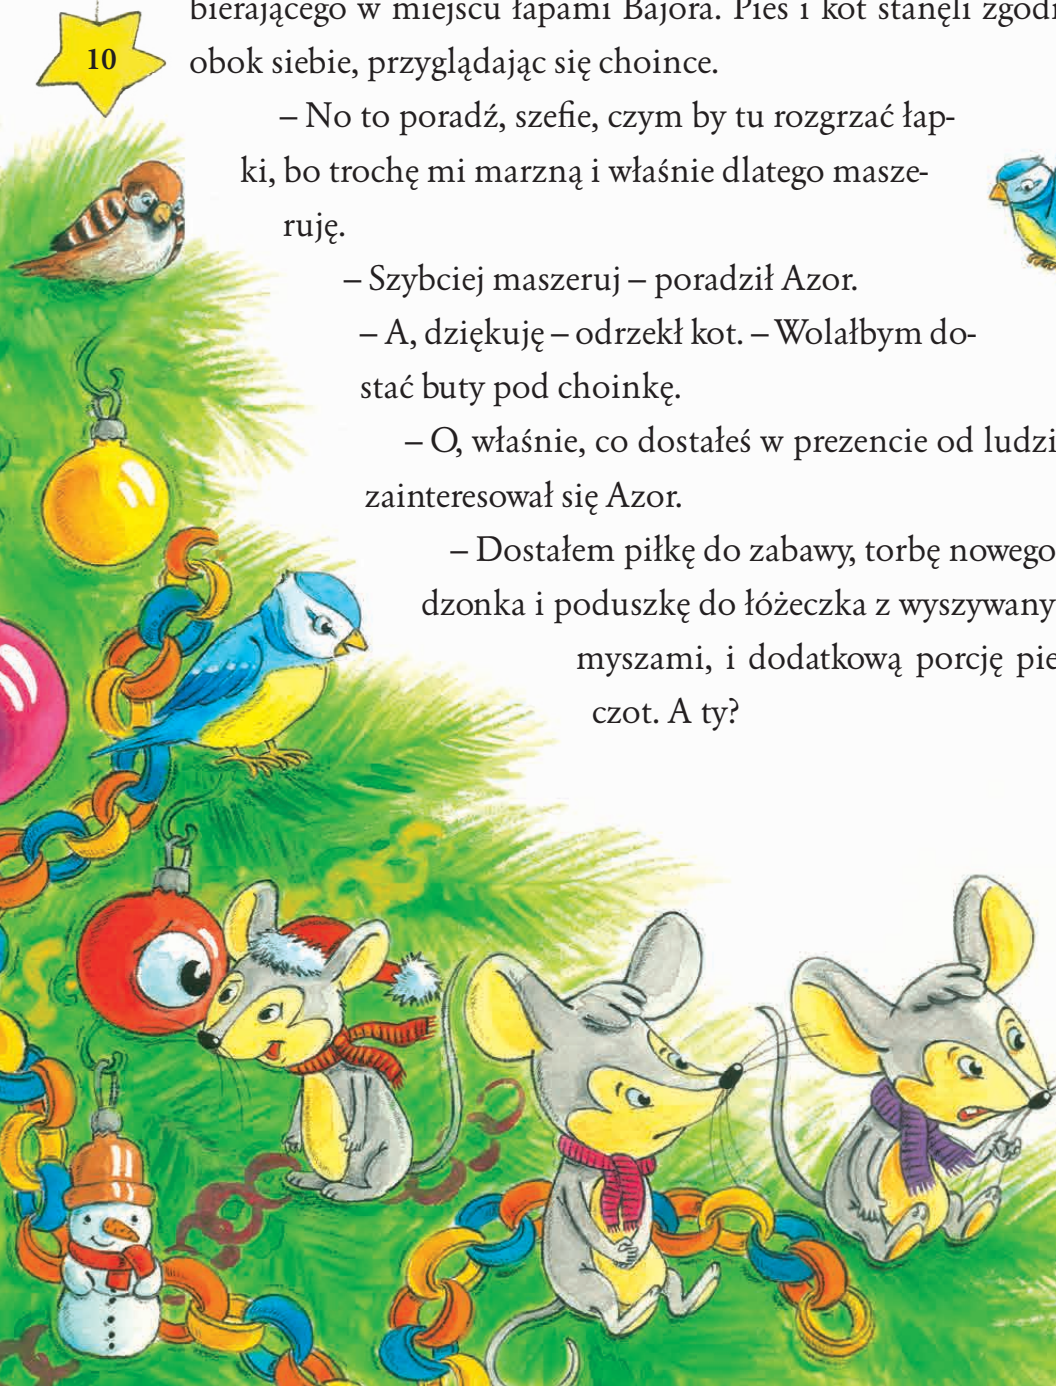 bierającego w miejscu łapami Bajora. Pies i kot stanęli zgodi
10
obok siebie, przyglądając się choince.
– No to poradź, szefie, czym by tu rozgrzać łap-
ki, bo trochę mi marzną i właśnie dlatego masze-
ruję.
– Szybciej maszeruj – poradził Azor.
– A, dziękuję – odrzekł kot. – Wolałbym do-
stać buty pod choinkę.
– O, właśnie, co dostałeś w prezencie od ludzi
zainteresował się Azor.
– Dostałem piłkę do zabawy, torbę nowego
dzonka i poduszkę do łóżeczka z wyszywany
myszami, i dodatkową porcję pie
czot. A ty?